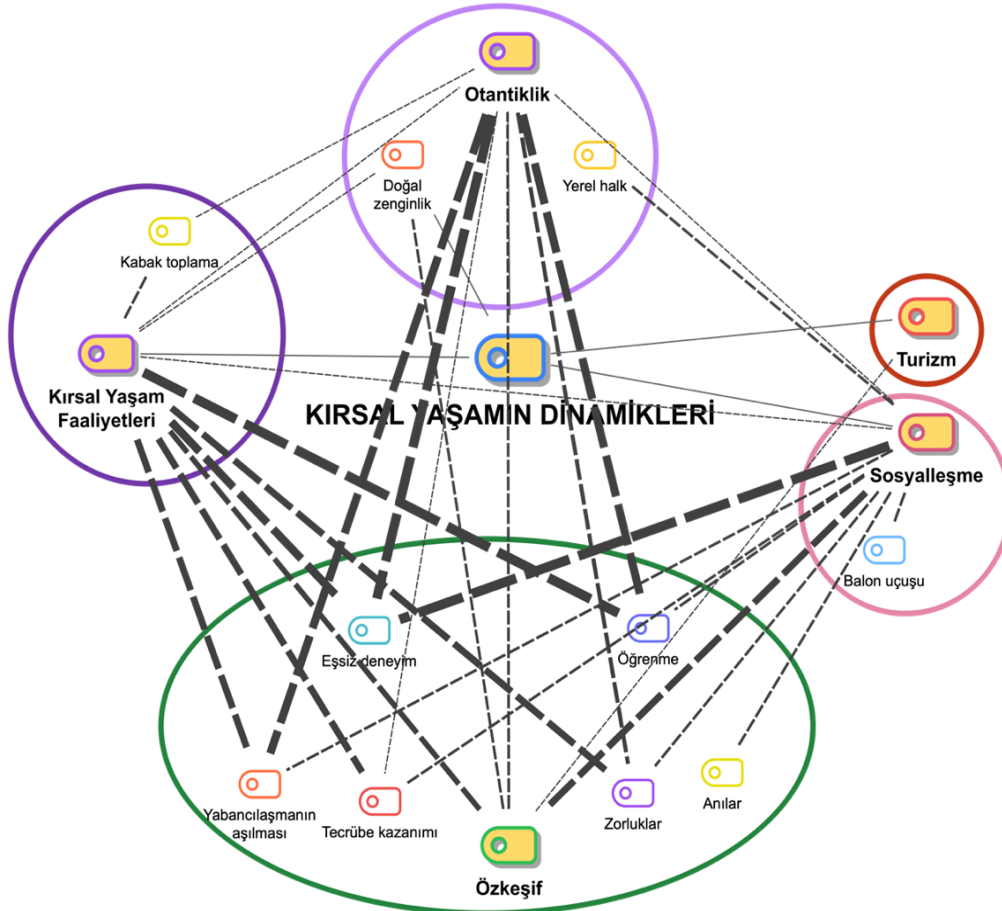 Otantiklik
Doğal
zenginlik
Yerel halk
Kabak toplama
Kırsal Yaşam
Faaliyetleri
Turizm
KIRSAL YAŞAMIN DİNAMİKLERİ
Sosyalleşme
Balon uçuşu
Eşsiz deneyim
Öğrenme
Yabancılaşmanın
aşılması
Tecrübe kazanımı
Zorluklar
Anılar
Özkeşif